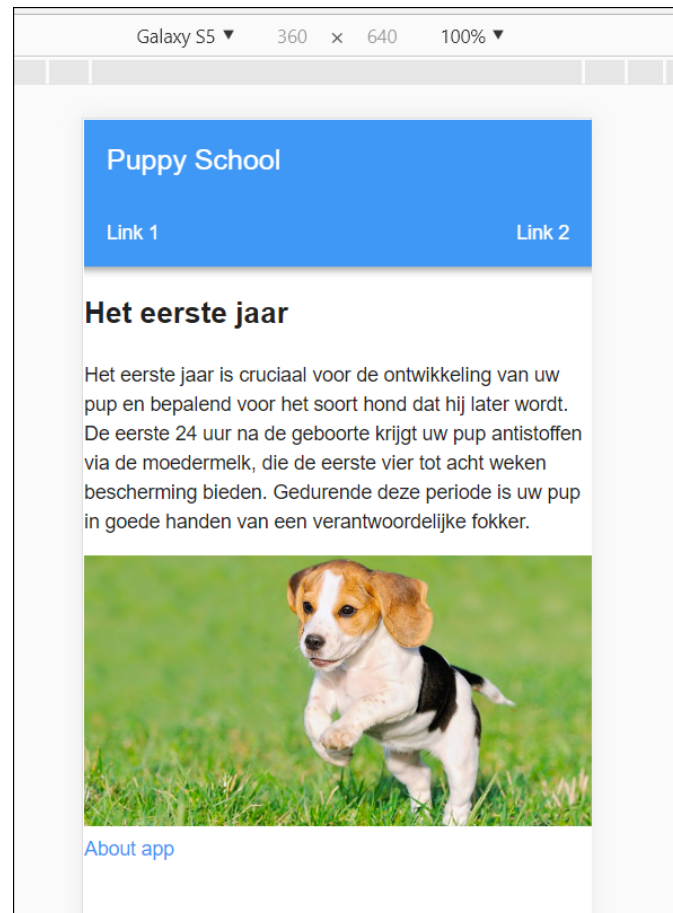 Galaxy S5 ▼ 360 × 640 100% ▼
Puppy School
Link 1 Link 2
Het eerste jaar
Het eerste jaar is cruciaal voor de ontwikkeling van uw
pup en bepalend voor het soort hond dat hij later wordt.
De eerste 24 uur na de geboorte krijgt uw pup antistoffen
via de moedermelk, die de eerste vier tot acht weken
bescherming bieden. Gedurende deze periode is uw pup
in goede handen van een verantwoordelijke fokker.
About app